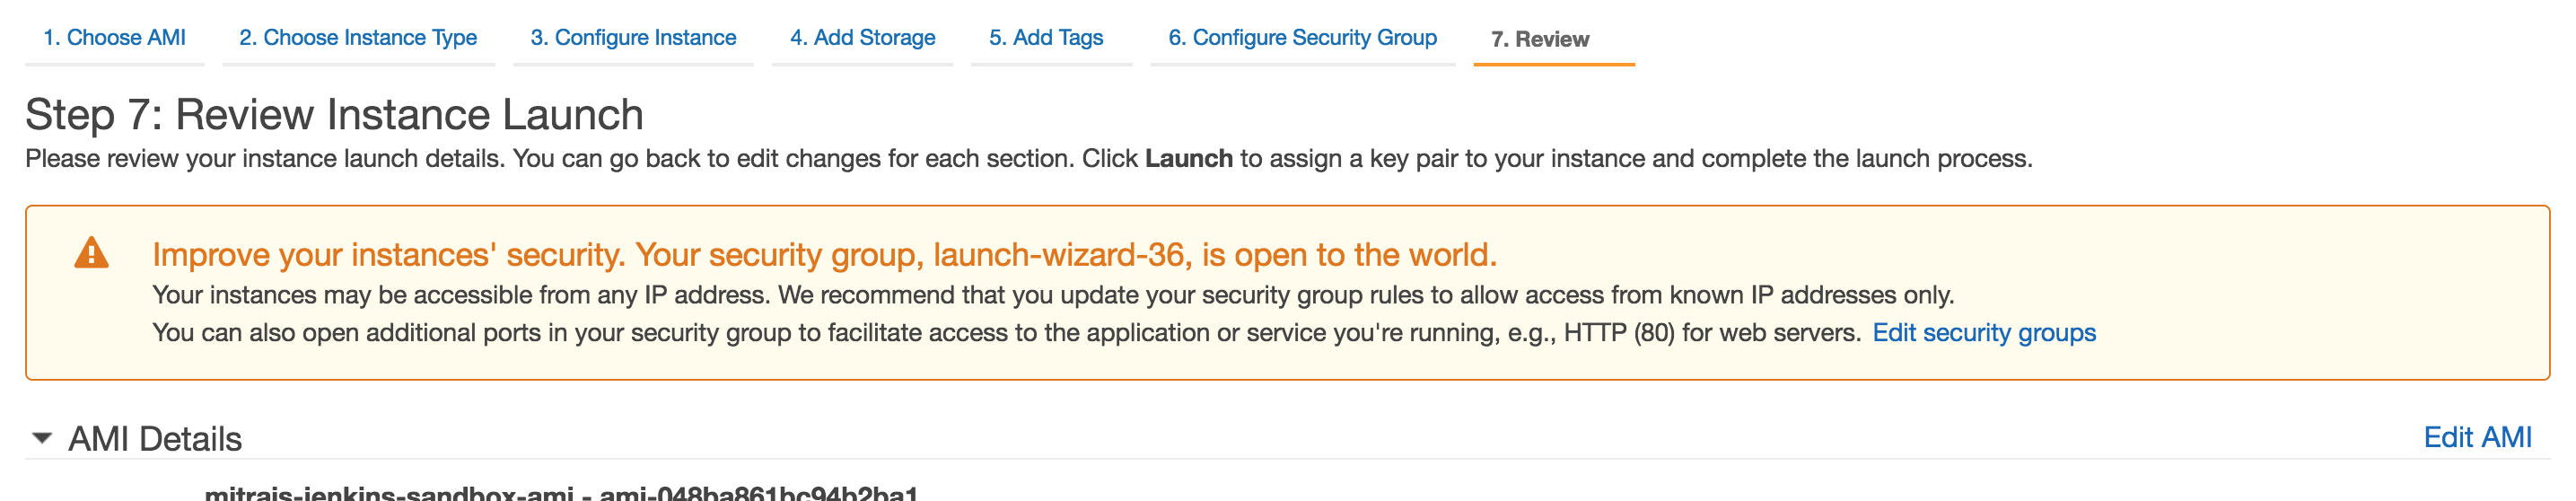 1. Choose AMI 2. Choose Instance Type 3. Configure Instance 4. Add Storage 5. Add Tags 6. Configure Security Group 7. Review
Step 7: Review Instance Launch
Please review your instance launch details. You can go back to edit changes for each section. Click Launch to assign a key pair to your instance and complete the launch process.
Improve your instances' security. Your security group, launch-wizard-36, is open to the world.
Your instances may be accessible from any IP address. We recommend that you update your security group rules to allow access from known IP addresses only.
You can also open additional ports in your security group to facilitate access to the application or service you're running, e.g., HTTP (80) for web servers. Edit security groups
AMI Details Edit AMI
mitrais-jenkins-sandbox-ami - ami-048ba861bc94b2ba1